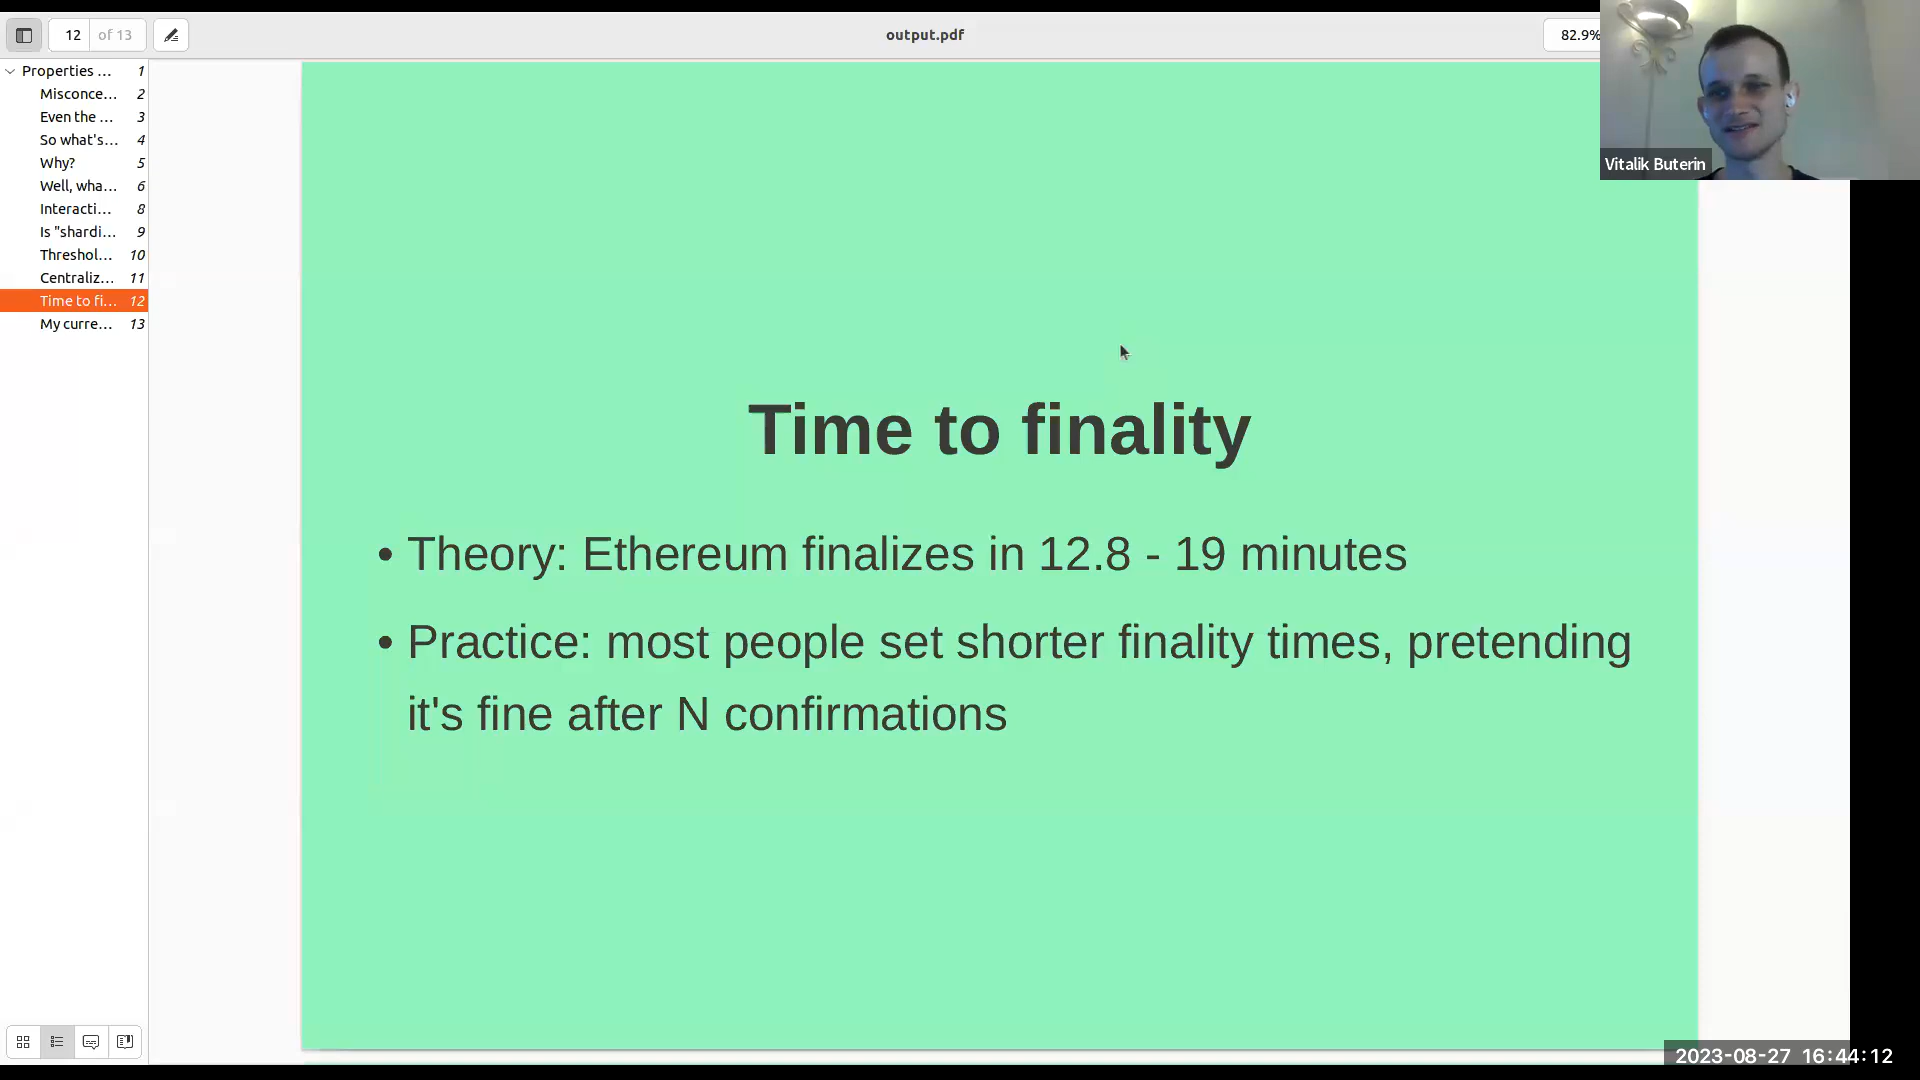 12 of 13
output.pdf
82.9%
Properties ... 1
Misconce... 2
Even the ... 3
So what's... 4
Why? 5
Well, wha... 6
Interacti... 8
Is "shardi... 9
Threshol... 10
Centraliz... 11
Time to fi... 12
My curre... 13
Vitalik Buterin
Time to finality
• Theory: Ethereum finalizes in 12.8 - 19 minutes
• Practice: most people set shorter finality times, pretending
it's fine after N confirmations
2023-08-27 16:44:12